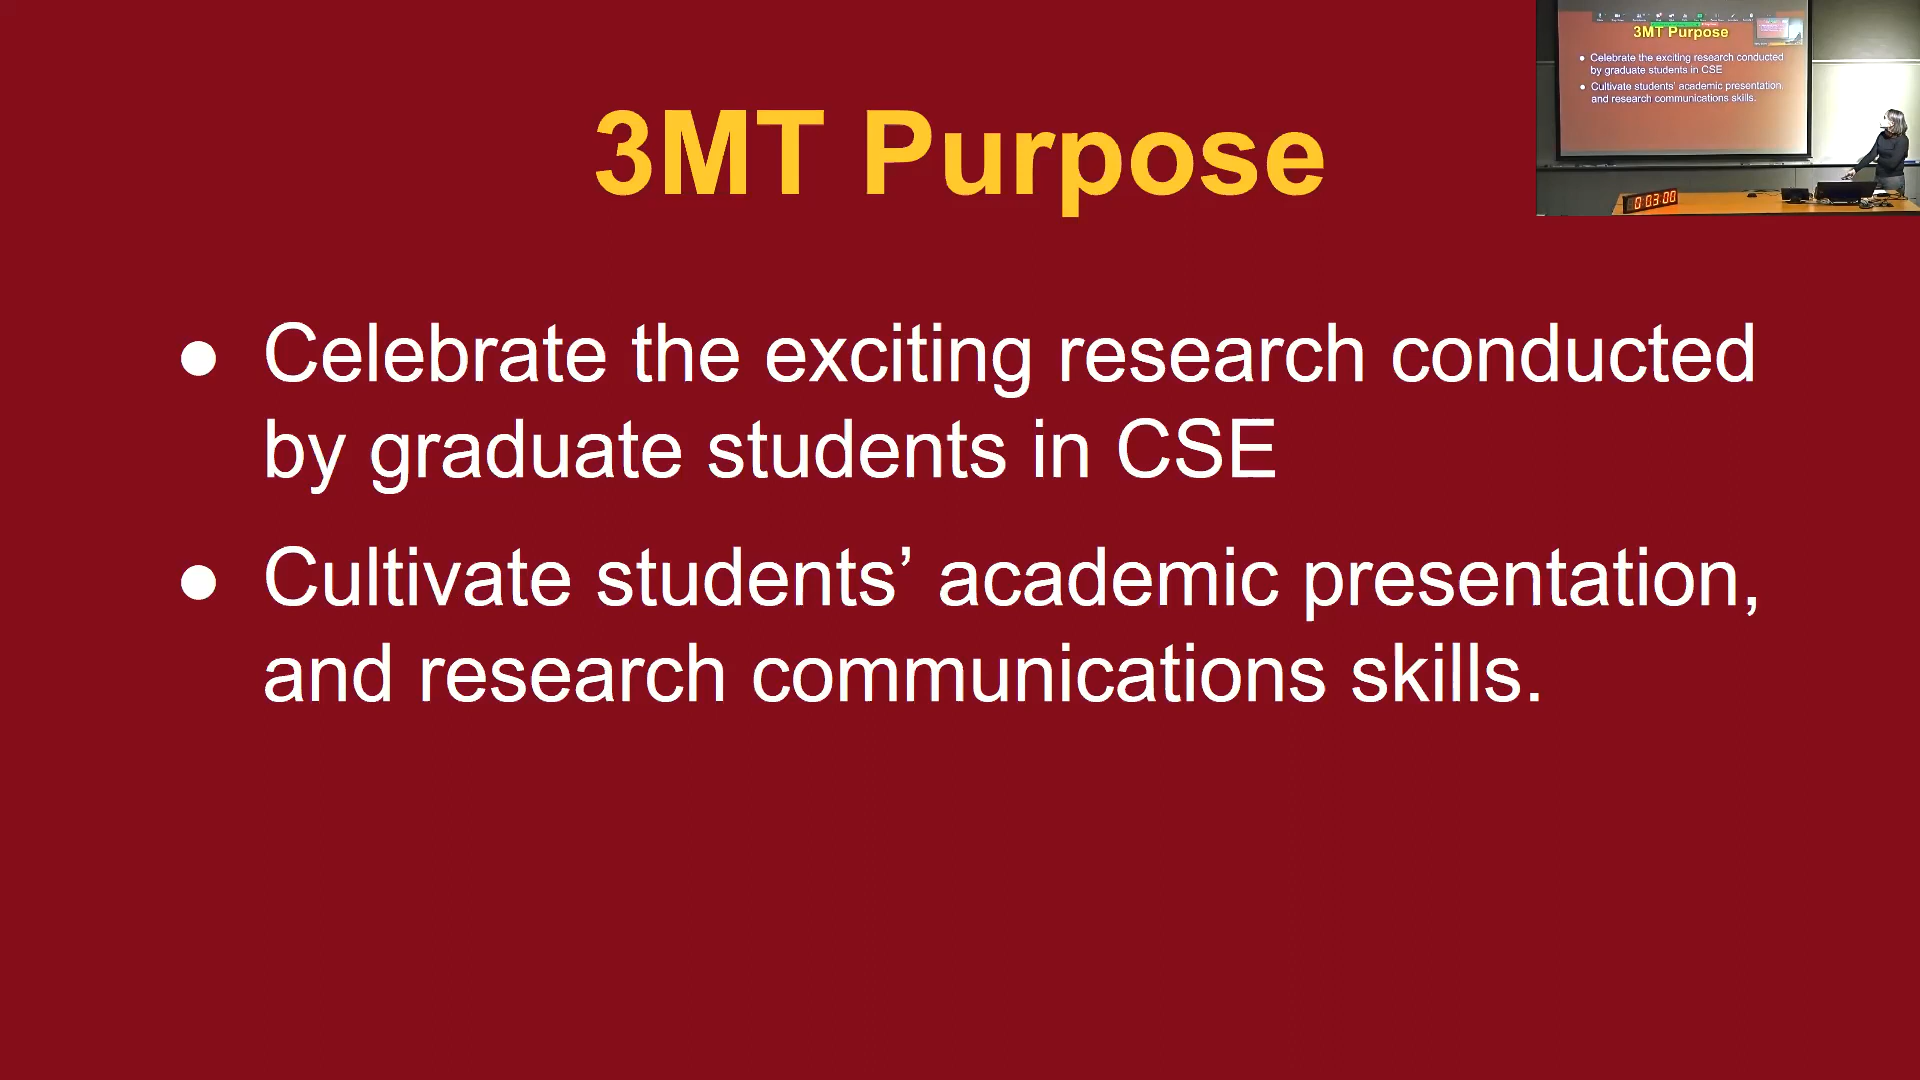 3MT Purpose
● Celebrate the exciting research conducted
by graduate students in CSE
● Cultivate students’ academic presentation,
and research communications skills.
3MT Purpose
● Celebrate the exciting research conducted
by graduate students in CSE
● Cultivate students’ academic presentation,
and research communications skills.
0 03:00